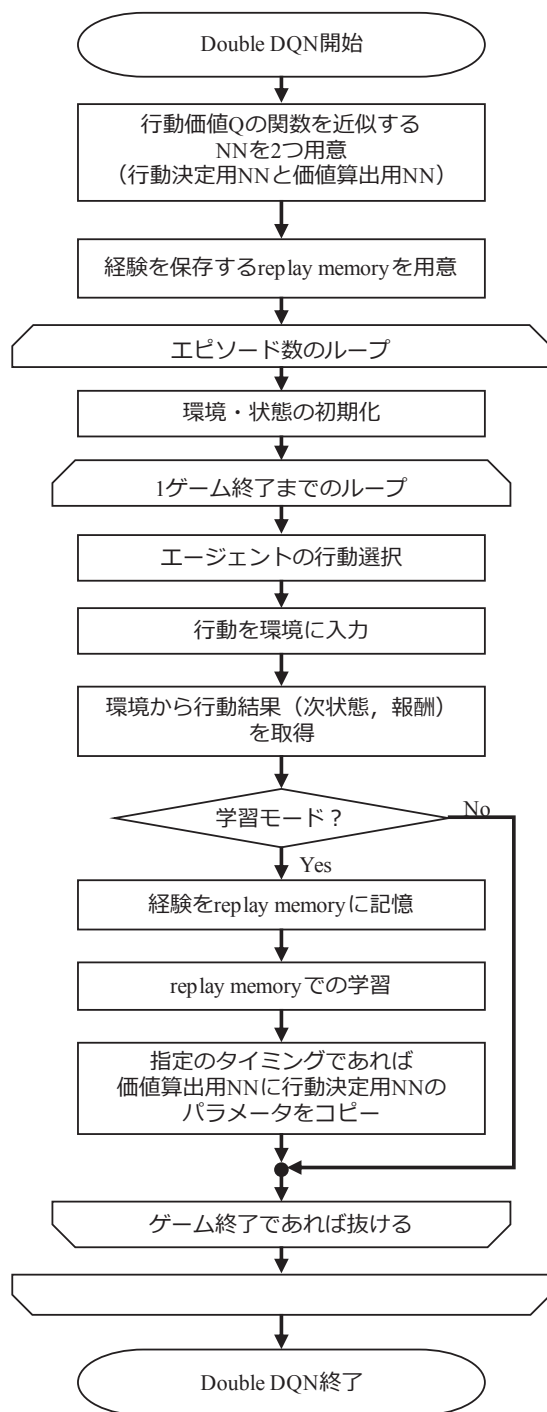 Double DQN開始
行動価値Qの関数を近似する
NNを2つ用意
（行動決定用NNと価値算出用NN）
経験を保存するreplay memoryを用意
エピソード数のループ
環境・状態の初期化
1ゲーム終了までのループ
エージェントの行動選択
行動を環境に入力
環境から行動結果（次状態，報酬）
を取得
学習モード？
No
Yes
経験をreplay memoryに記憶
replay memoryでの学習
指定のタイミングであれば
価値算出用NNに行動決定用NNの
パラメータをコピー
ゲーム終了であれば抜ける
Double DQN終了